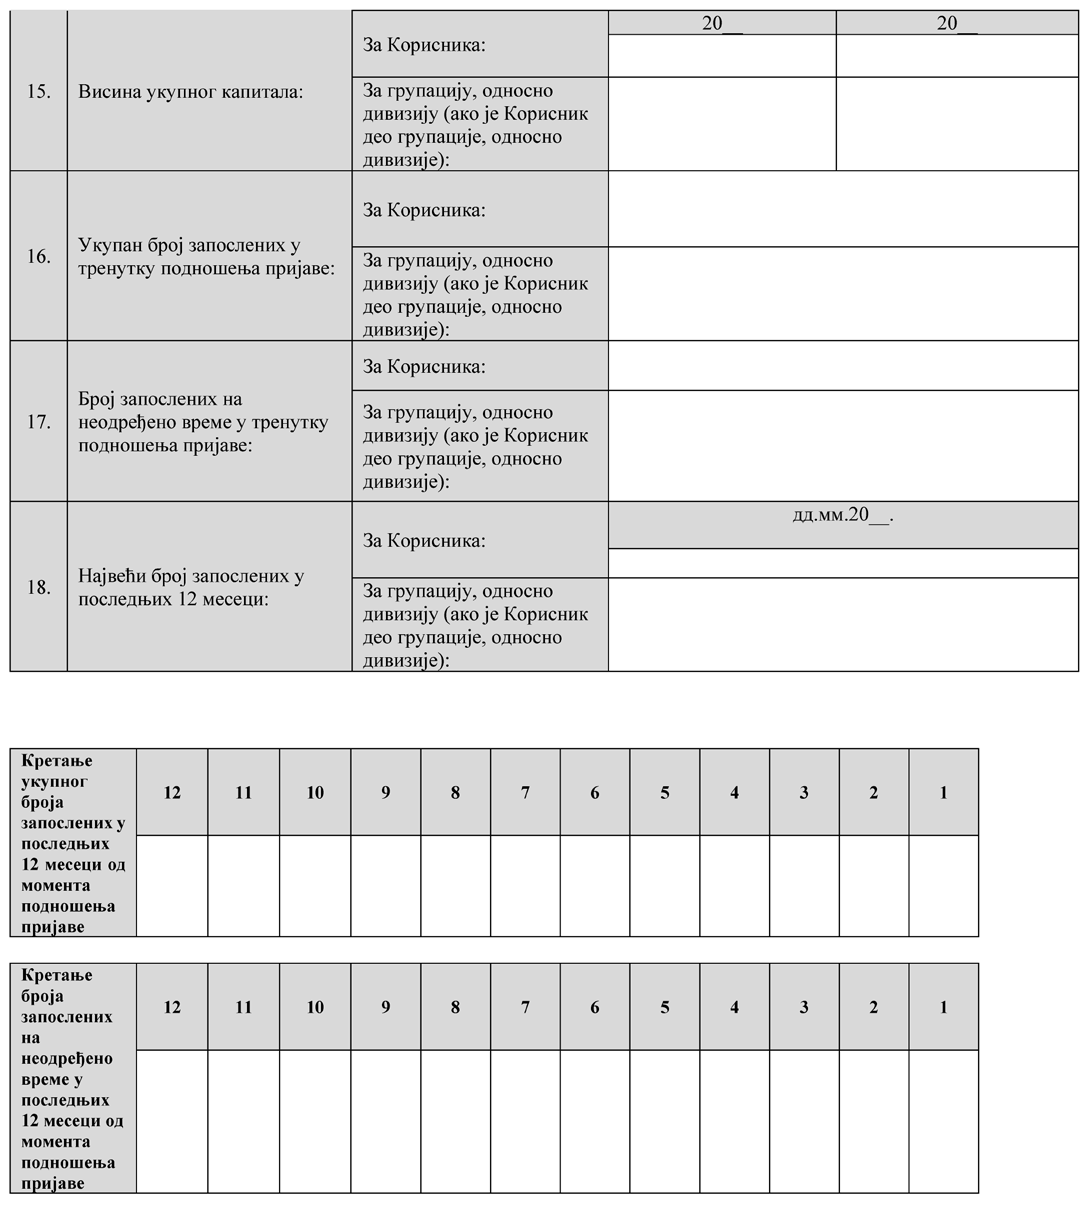 20__ 20__
За Корисника:
15.
Висина укупног капитала:
За групацију, односно
дивизију (ако је Корисник
део групације, односно
дивизије):
За Корисника:
16.
Укупан број запослених у
тренутку подношења пријаве:
За групацију, односно
дивизију (ако је Корисник
део групације, односно
дивизије):
За Корисника:
17.
Број запослених на
неодређено време у тренутку
подношења пријаве:
За групацију, односно
дивизију (ако је Корисник
део групације, односно
дивизије):
дд.мм.20__.
За Корисника:
18.
Највећи број запослених у
последњих 12 месеци:
За групацију, односно
дивизију (ако је Корисник
део групације, односно
дивизије):
Кретање
укупног
броја
запослених у
последњих
12 месеци од
момента
подношења
пријаве
12 11 10 9 8 7 6 5 4 3 2 1
Кретање
броја
запослених
на
неодређено
време у
последњих
12 месеци од
момента
подношења
пријаве
12 11 10 9 8 7 6 5 4 3 2 1